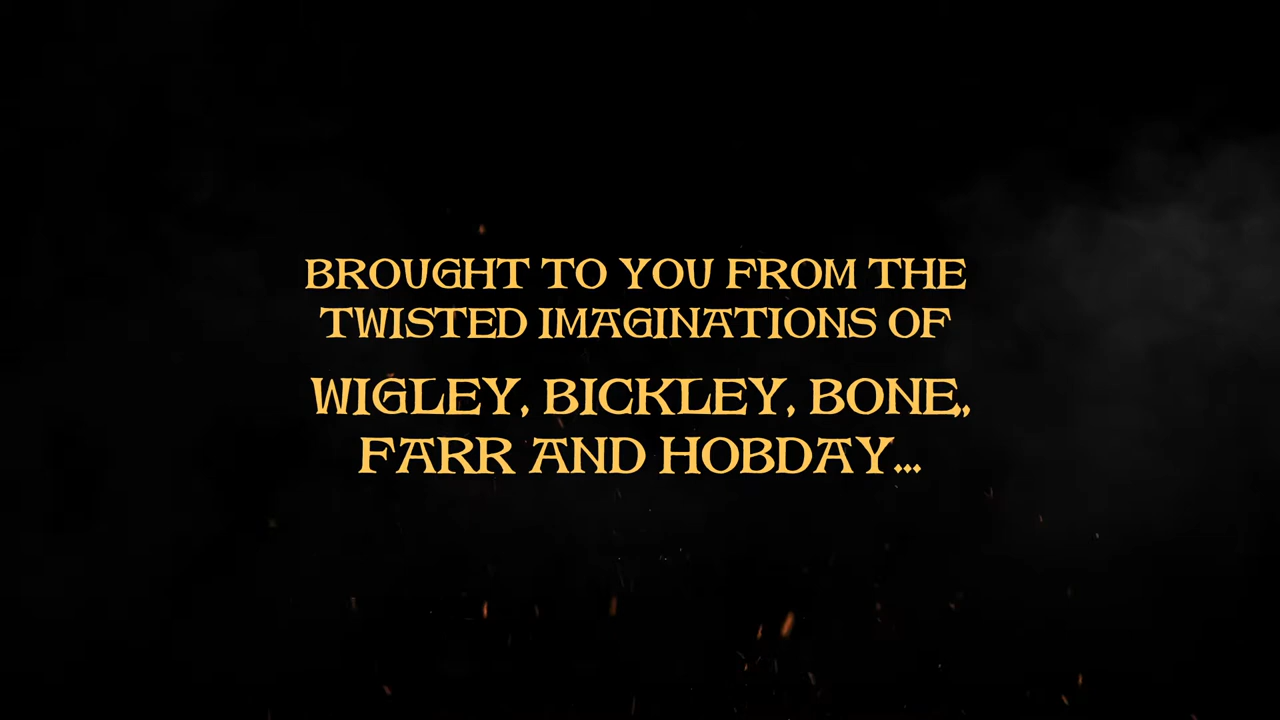 BROUGHT TO YOU FROM THE
TWISTED IMAGINATIONS OF
WIGLEY, BICKLEY, BONE,
FARR AND HOBDAY...